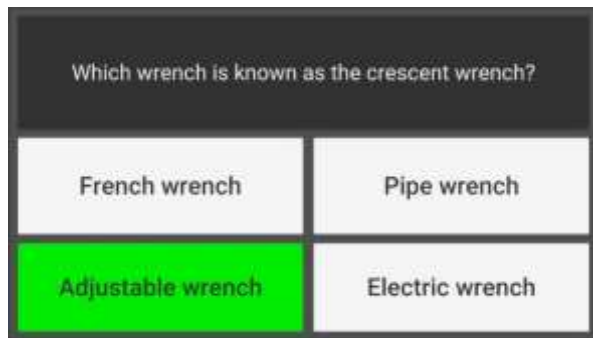 Which wrench is known as the crescent wrench?
French wrench
Pipe wrench
Adjustable wrench
Electric wrench